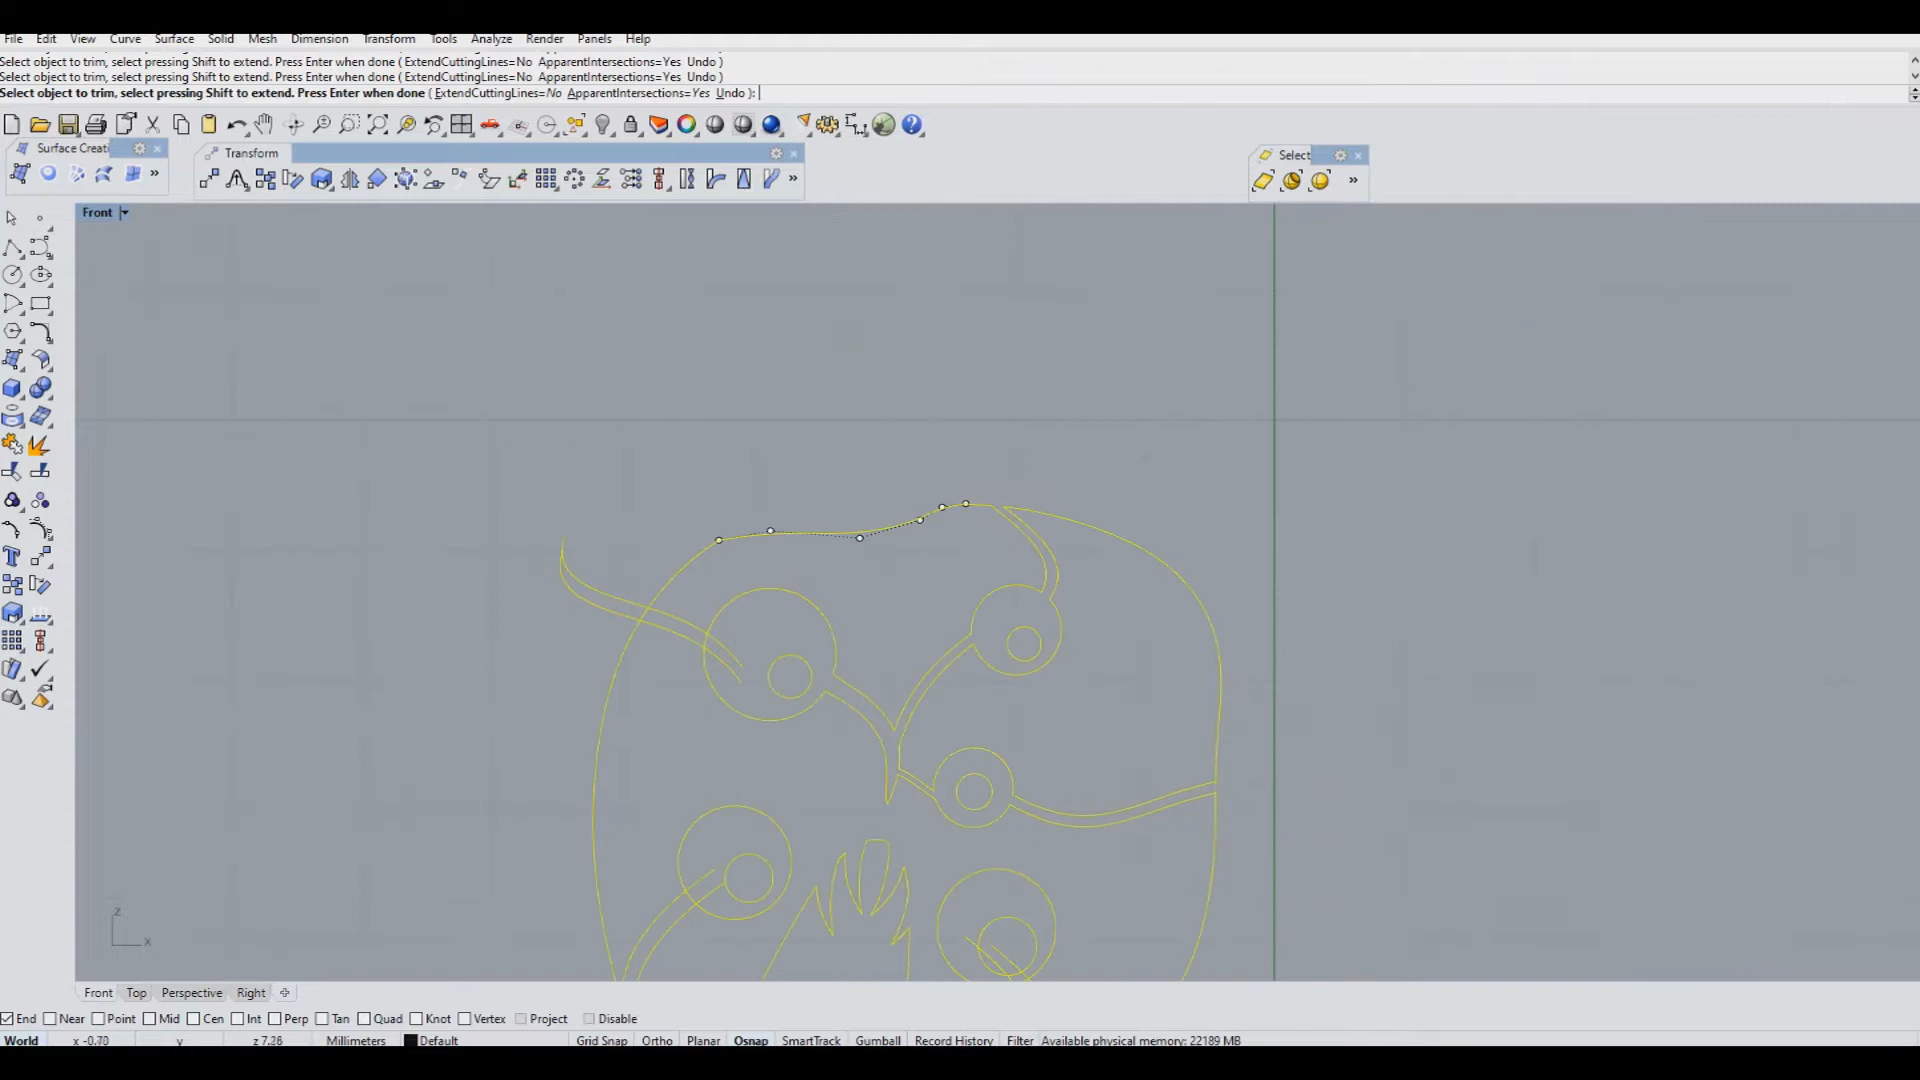 File Edit View Curve Surface Solid Mesh Dimension Transform Tools Analyze Render Panels Help
Select object to trim, select pressing Shift to extend. Press Enter when done ( ExtendCuttingLines=No ApparentIntersections=Yes Undo )
Select object to trim, select pressing Shift to extend. Press Enter when done ( ExtendCuttingLines=No ApparentIntersections=Yes Undo )
Select object to trim, select pressing Shift to extend. Press Enter when done ( ExtendCuttingLines=No ApparentIntersections=Yes Undo ):
Surface Creati Transform Select
Front
z
x
Front Top Perspective Right
End Near Point Mid Cen Int Perp Tan Quad Knot Vertex Project Disable
World x -0.70 y z 7.26 Millimeters Default Grid Snap Ortho Planar Osnap SmartTrack Gumball Record History Filter Available physical memory: 22189 MB